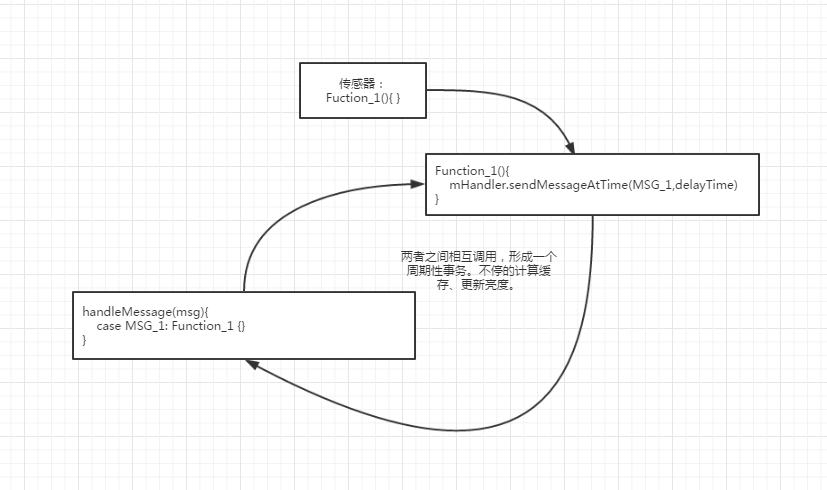 传感器：
Fuction_1(){ }
Function_1(){
mHandler.sendMessageAtTime(MSG_1,delayTime)
}
两者之间相互调用，形成一个
周期性事务。不停的计算缓
存、更新亮度。
handleMessage(msg){
case MSG_1: Function_1 {}
}